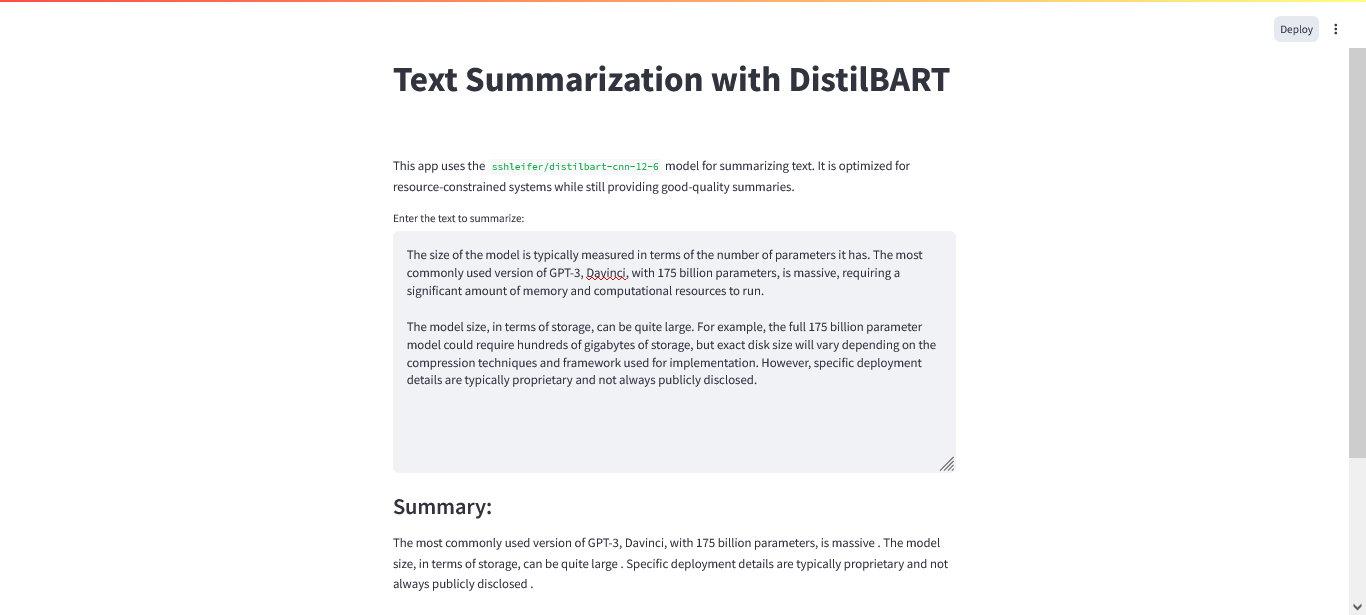 Deploy
Text Summarization with DistilBART
This app uses the sshleifer/distilbart-cnn-12-6 model for summarizing text. It is optimized for
resource-constrained systems while still providing good-quality summaries.
Enter the text to summarize:
The size of the model is typically measured in terms of the number of parameters it has. The most
commonly used version of GPT-3, Davinci, with 175 billion parameters, is massive, requiring a
significant amount of memory and computational resources to run.
The model size, in terms of storage, can be quite large. For example, the full 175 billion parameter
model could require hundreds of gigabytes of storage, but exact disk size will vary depending on the
compression techniques and framework used for implementation. However, specific deployment
details are typically proprietary and not always publicly disclosed.
Summary:
The most commonly used version of GPT-3, Davinci, with 175 billion parameters, is massive . The model
size, in terms of storage, can be quite large . Specific deployment details are typically proprietary and not
always publicly disclosed .